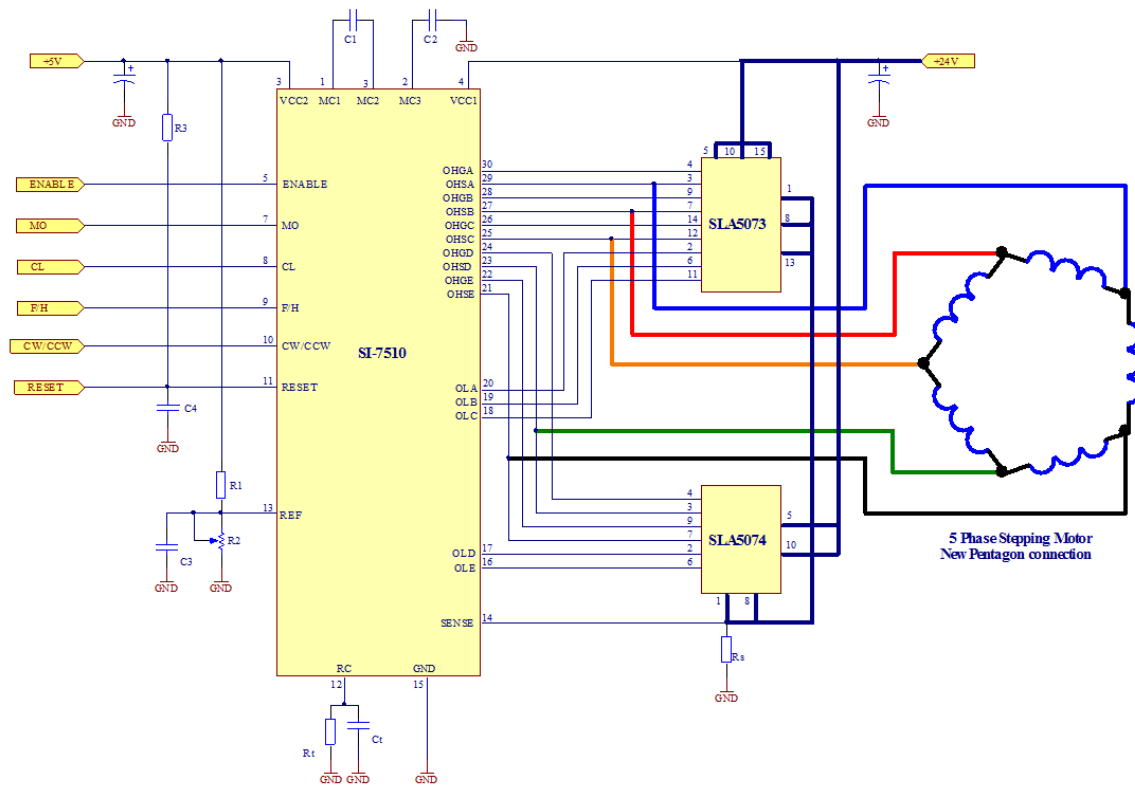 C1
C2
GND
+5V
+
3
1
3
2
4
+
+24V
GND
VCC2
MC1
MC2
MC3
VCC1
GND
R3
5
10
15
ENABLE
5
ENABLE
MO
7
MO
CL
8
CL
F/H
9
F/H
CW/CCW
10
CW/CCW
RESET
11
RESET
SI-7510
OHGA
30
4
OHSA
29
3
OHGB
28
9
OHSB
27
7
OHGC
26
14
OHSC
25
12
OHGD
24
2
OHSD
23
6
OHGE
22
11
OHSE
21
SLA5073
1
8
13
C4
GND
OLA
20
OLB
19
OLC
18
R1
13
REF
C3
R2
GND
GND
4
3
9
7
OLD
17
2
OLE
16
6
SLA5074
5
10
1
8
5 Phase Stepping Motor
New Pentagon connection
SENSE
14
Rs
GND
RC
GND
12
15
Rt
Ct
GND
GND
GND